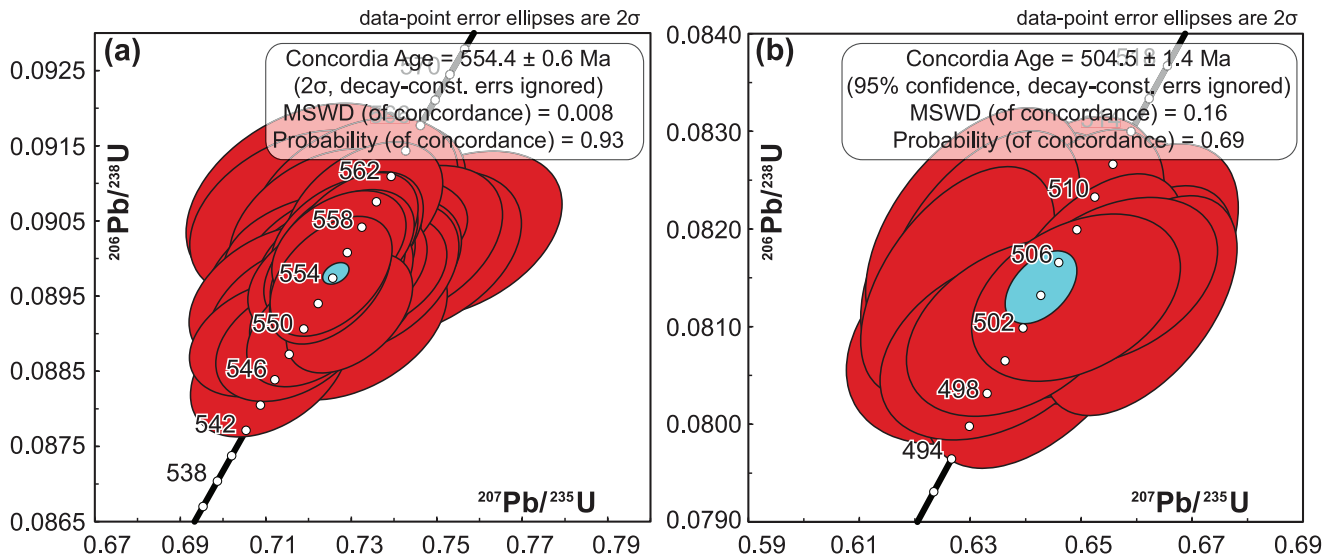 data-point error ellipses are 2σ
(a)
Concordia Age = 554.4 ± 0.6 Ma
(2σ, decay-const. errs ignored)
MSWD (of concordance) = 0.008
Probability (of concordance) = 0.93
570
562
558
554
550
546
542
538
²⁰⁶Pb/²³⁸U
²⁰⁷Pb/²³⁵U
0.0925
0.0915
0.0905
0.0895
0.0885
0.0875
0.0865
0.67 0.69 0.71 0.73 0.75 0.77
data-point error ellipses are 2σ
(b)
Concordia Age = 504.5 ± 1.4 Ma
(95% confidence, decay-const. errs ignored)
MSWD (of concordance) = 0.16
Probability (of concordance) = 0.69
510
506
502
498
494
²⁰⁶Pb/²³⁸U
²⁰⁷Pb/²³⁵U
0.0840
0.0830
0.0820
0.0810
0.0800
0.0790
0.59 0.61 0.63 0.65 0.67 0.69